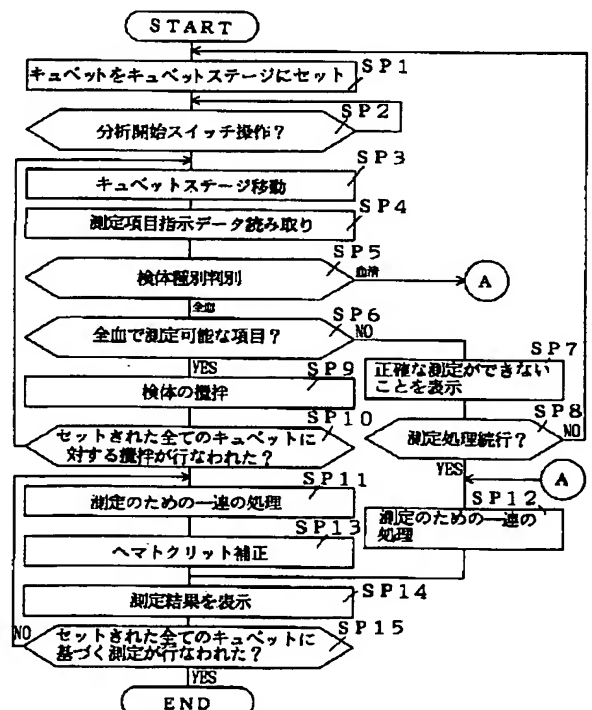 START
キュベットをキュベットステージにセット
SP1
分析開始スイッチ操作？
SP2
キュベットステージ移動
SP3
測定項目指示データ読み取り
SP4
検体種別判別
SP5
血清
A
全血
全血で測定可能な項目？
SP6
NO
YES
正確な測定ができない
ことを表示
SP7
検体の攪拌
SP9
測定処理続行？
SP8
NO
セットされた全てのキュベットに
対する攪拌が行なわれた？
SP10
YES
A
測定のための一連の処理
SP11
測定のための一連の
処理
SP12
ヘマトクリット補正
SP13
測定結果を表示
SP14
セットされた全てのキュベットに
基づく測定が行なわれた？
SP15
NO
YES
END